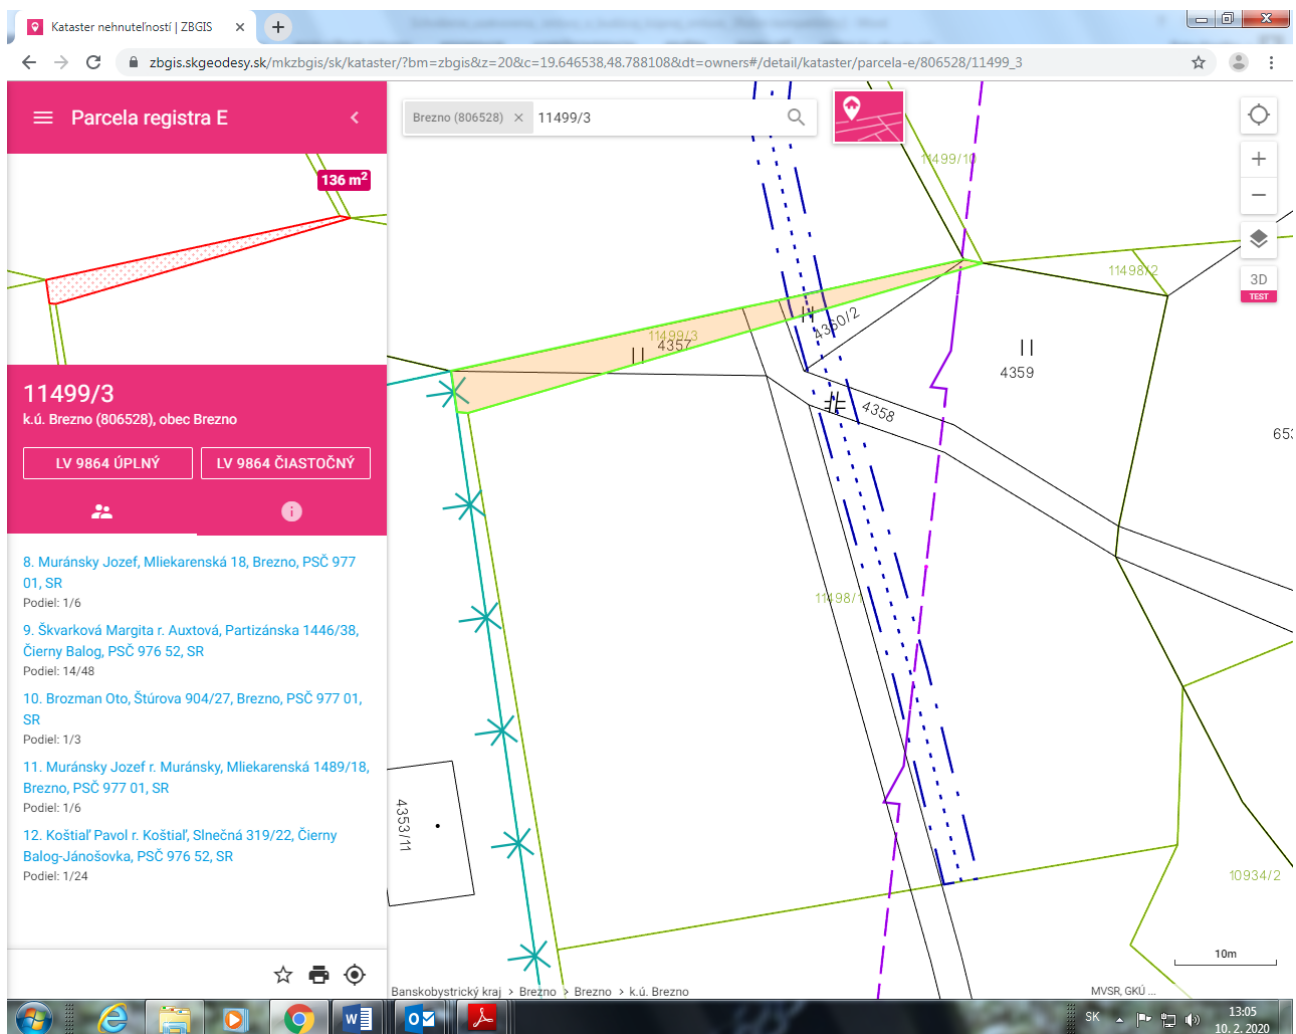 Kataster nehnuteľností | ZBGIS
zbgis.skgeodesy.sk/mkzbgis/sk/kataster/?bm=zbgis&z=20&c=19.646538,48.788108&dt=owners#/detail/kataster/parcela-e/806528/11499_3
Parcela registra E
136 m²
11499/3
k.ú. Brezno (806528), obec Brezno
LV 9864 ÚPLNÝ
LV 9864 ČIASTOČNÝ
8. Muránsky Jozef, Mliekarenská 18, Brezno, PSČ 977
01, SR
Podiel: 1/6
9. Škvarková Margita r. Auxtová, Partizánska 1446/38,
Čierny Balog, PSČ 976 52, SR
Podiel: 14/48
10. Brozman Oto, Štúrova 904/27, Brezno, PSČ 977 01,
SR
Podiel: 1/3
11. Muránsky Jozef r. Muránsky, Mliekarenská 1489/18,
Brezno, PSČ 977 01, SR
Podiel: 1/6
12. Koštiaľ Pavol r. Koštiaľ, Slnečná 319/22, Čierny
Balog-Jánošovka, PSČ 976 52, SR
Podiel: 1/24
Brezno (806528) × 11499/3
3D
TEST
11499/10
11498/2
11499/3
4357
4360/2
4359
4358
653
11498/1
4353/11
10934/2
10m
Banskobystrický kraj > Brezno > Brezno > k.ú. Brezno
MVSR, GKÚ ...
SK
13:05
10. 2. 2020